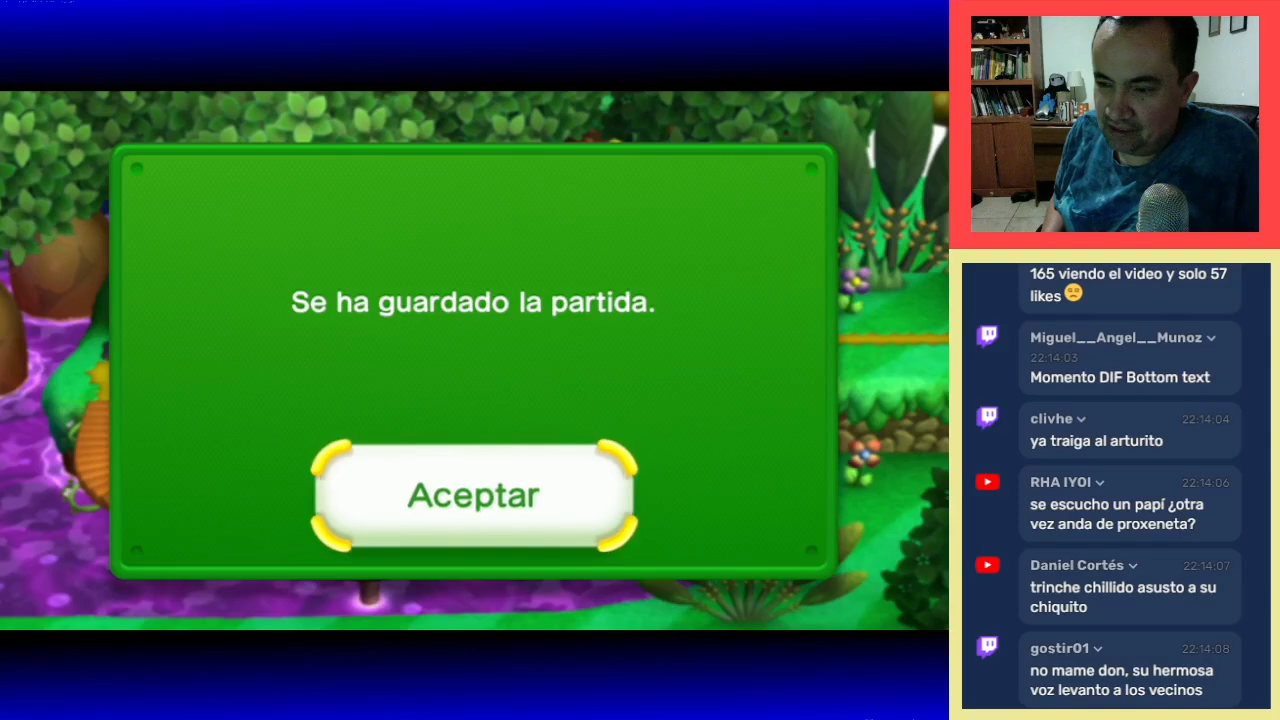 Se ha guardado la partida.
Aceptar
165 viendo el video y solo 57
likes
Miguel__Angel__Munoz
22:14:03
Momento DIF Bottom text
clivhe 22:14:04
ya traiga al arturito
RHA IYOI 22:14:06
se escucho un papí ¿otra
vez anda de proxeneta?
Daniel Cortés 22:14:07
trinche chillido asusto a su
chiquito
gostir01 22:14:08
no mame don, su hermosa
voz levanto a los vecinos